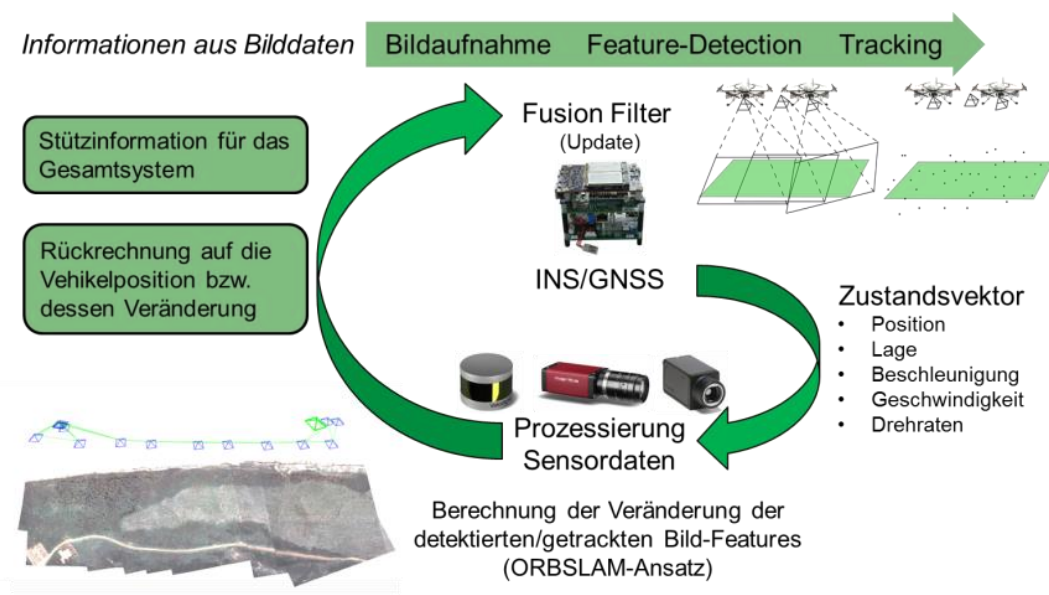 Informationen aus Bilddaten
Bildaufnahme Feature-Detection Tracking
Stützinformation für das
Gesamtsystem
Rückrechnung auf die
Vehikelposition bzw.
dessen Veränderung
Fusion Filter
(Update)
INS/GNSS
Zustandsvektor
• Position
• Lage
• Beschleunigung
• Geschwindigkeit
• Drehraten
Prozessierung
Sensordaten
Berechnung der Veränderung der
detektierten/getrackten Bild-Features
(ORBSLAM-Ansatz)